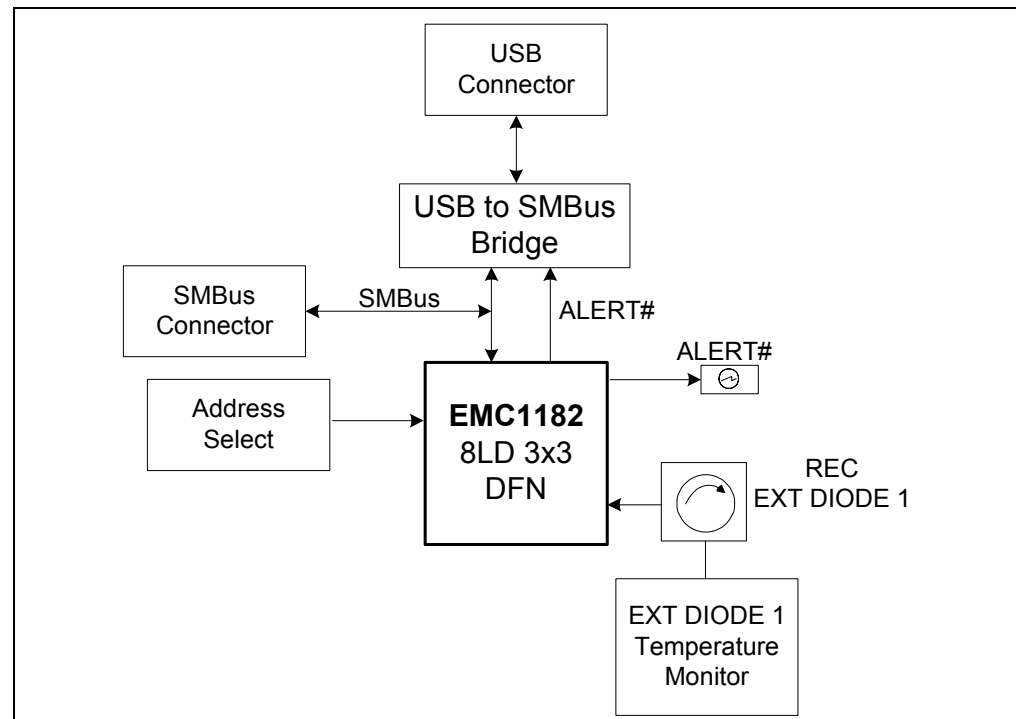 USB
Connector
USB to SMBus
Bridge
SMBus
Connector
SMBus
ALERT#
ALERT#
Address
Select
EMC1182
8LD 3x3
DFN
REC
EXT DIODE 1
EXT DIODE 1
Temperature
Monitor